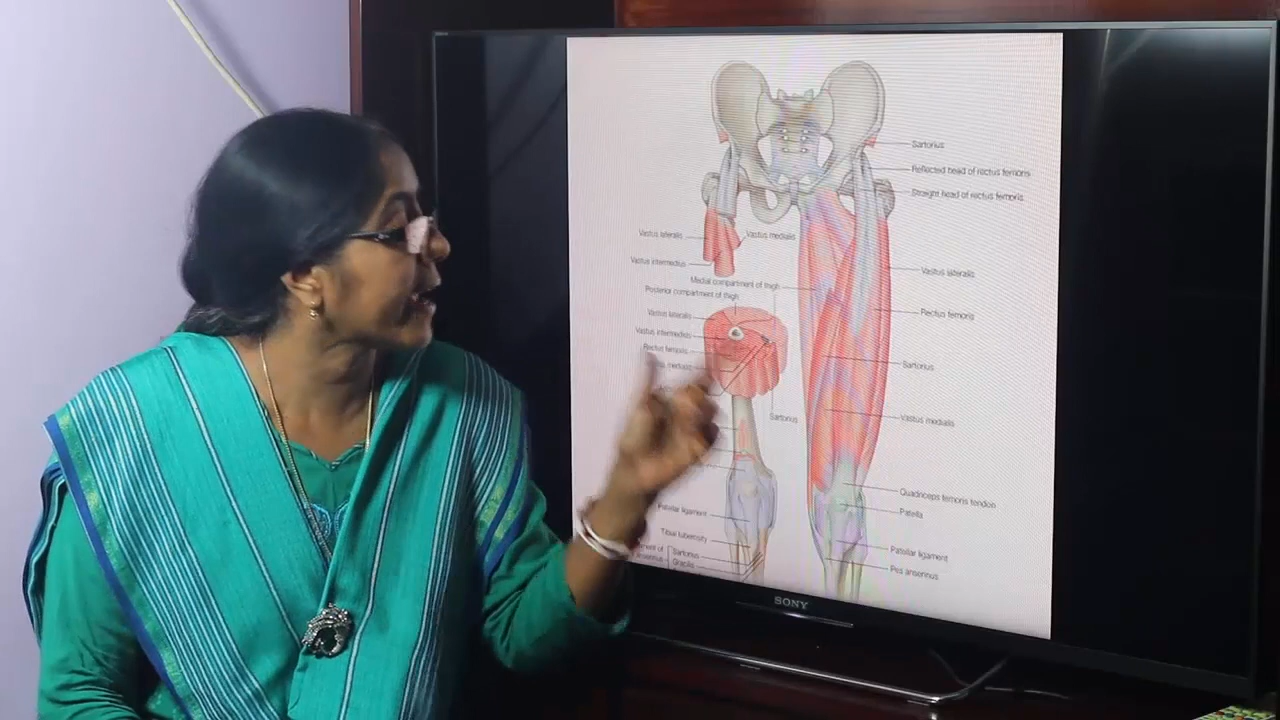 Sartorius
Reflected head of rectus femoris
Straight head of rectus femoris
Vastus lateralis
Vastus medialis
Vastus intermedius
Medial compartment of thigh
Posterior compartment of thigh
Vastus lateralis
Vastus intermedius
Rectus femoris
medialis
Sartorius
Vastus lateralis
Rectus femoris
Sartorius
Vastus medialis
Quadriceps femoris tendon
Patella
Patellar ligament
Tibial tuberosity
Sartorius
Gracilis
Patellar ligament
Pes anserinus
SONY